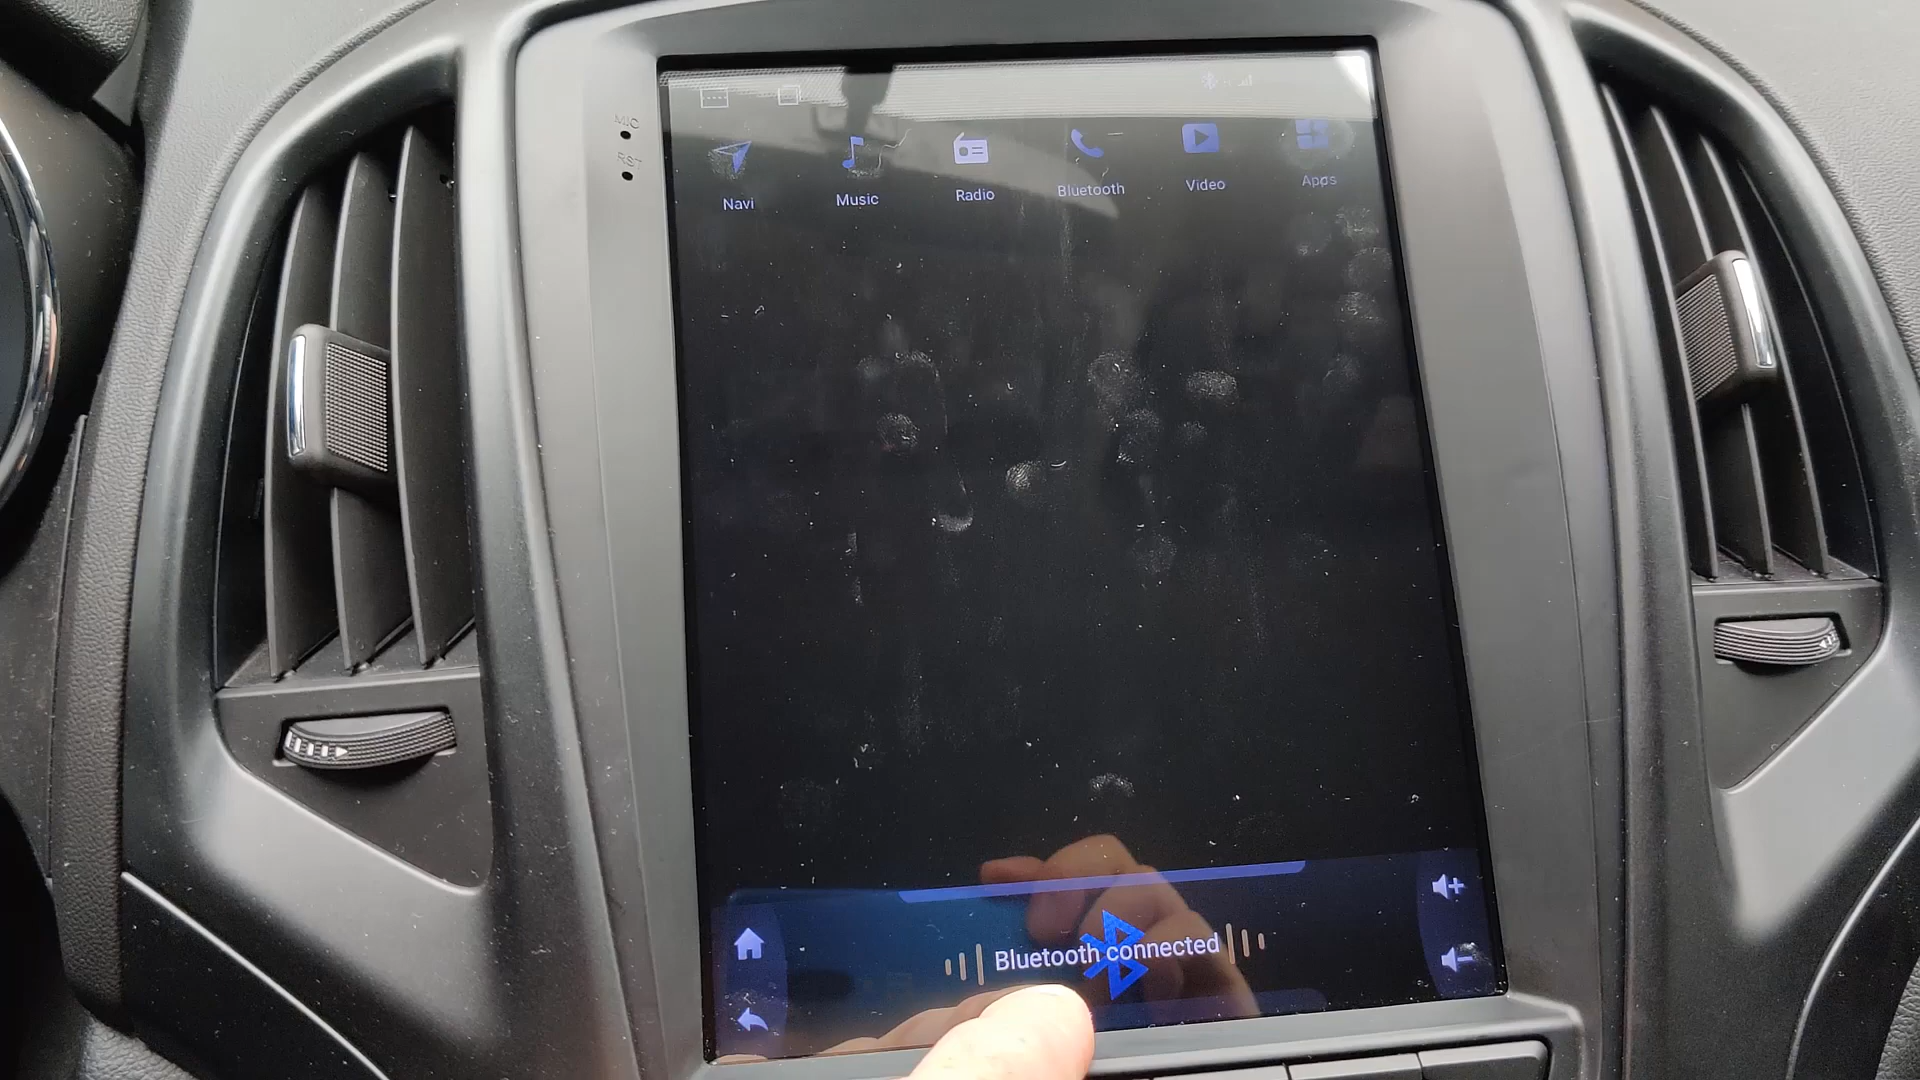 MIC
RST
Navi
Music
Radio
Bluetooth
Video
Apps
Bluetooth connected